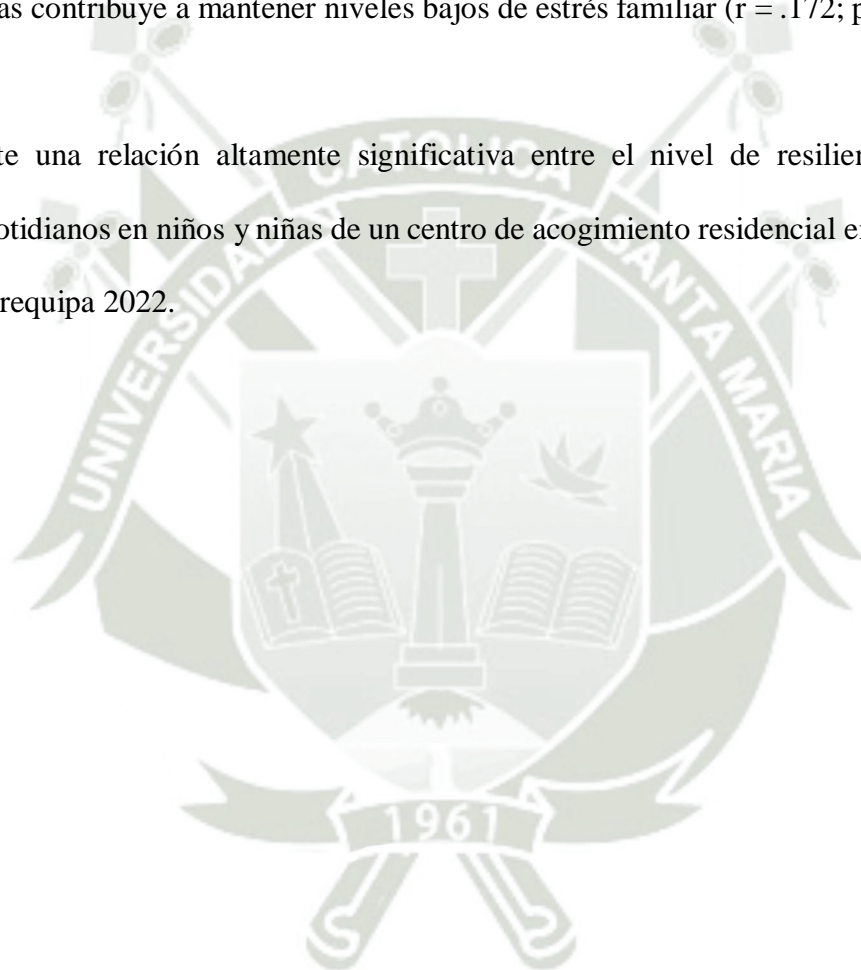 as contribuye a mantener niveles bajos de estrés familiar (r = .172; p
te una relación altamente significativa entre el nivel de resilien
otidianos en niños y niñas de un centro de acogimiento residencial e
requipa 2022.
UNIVERSIDAD CATOLICA SANTA MARIA
1961